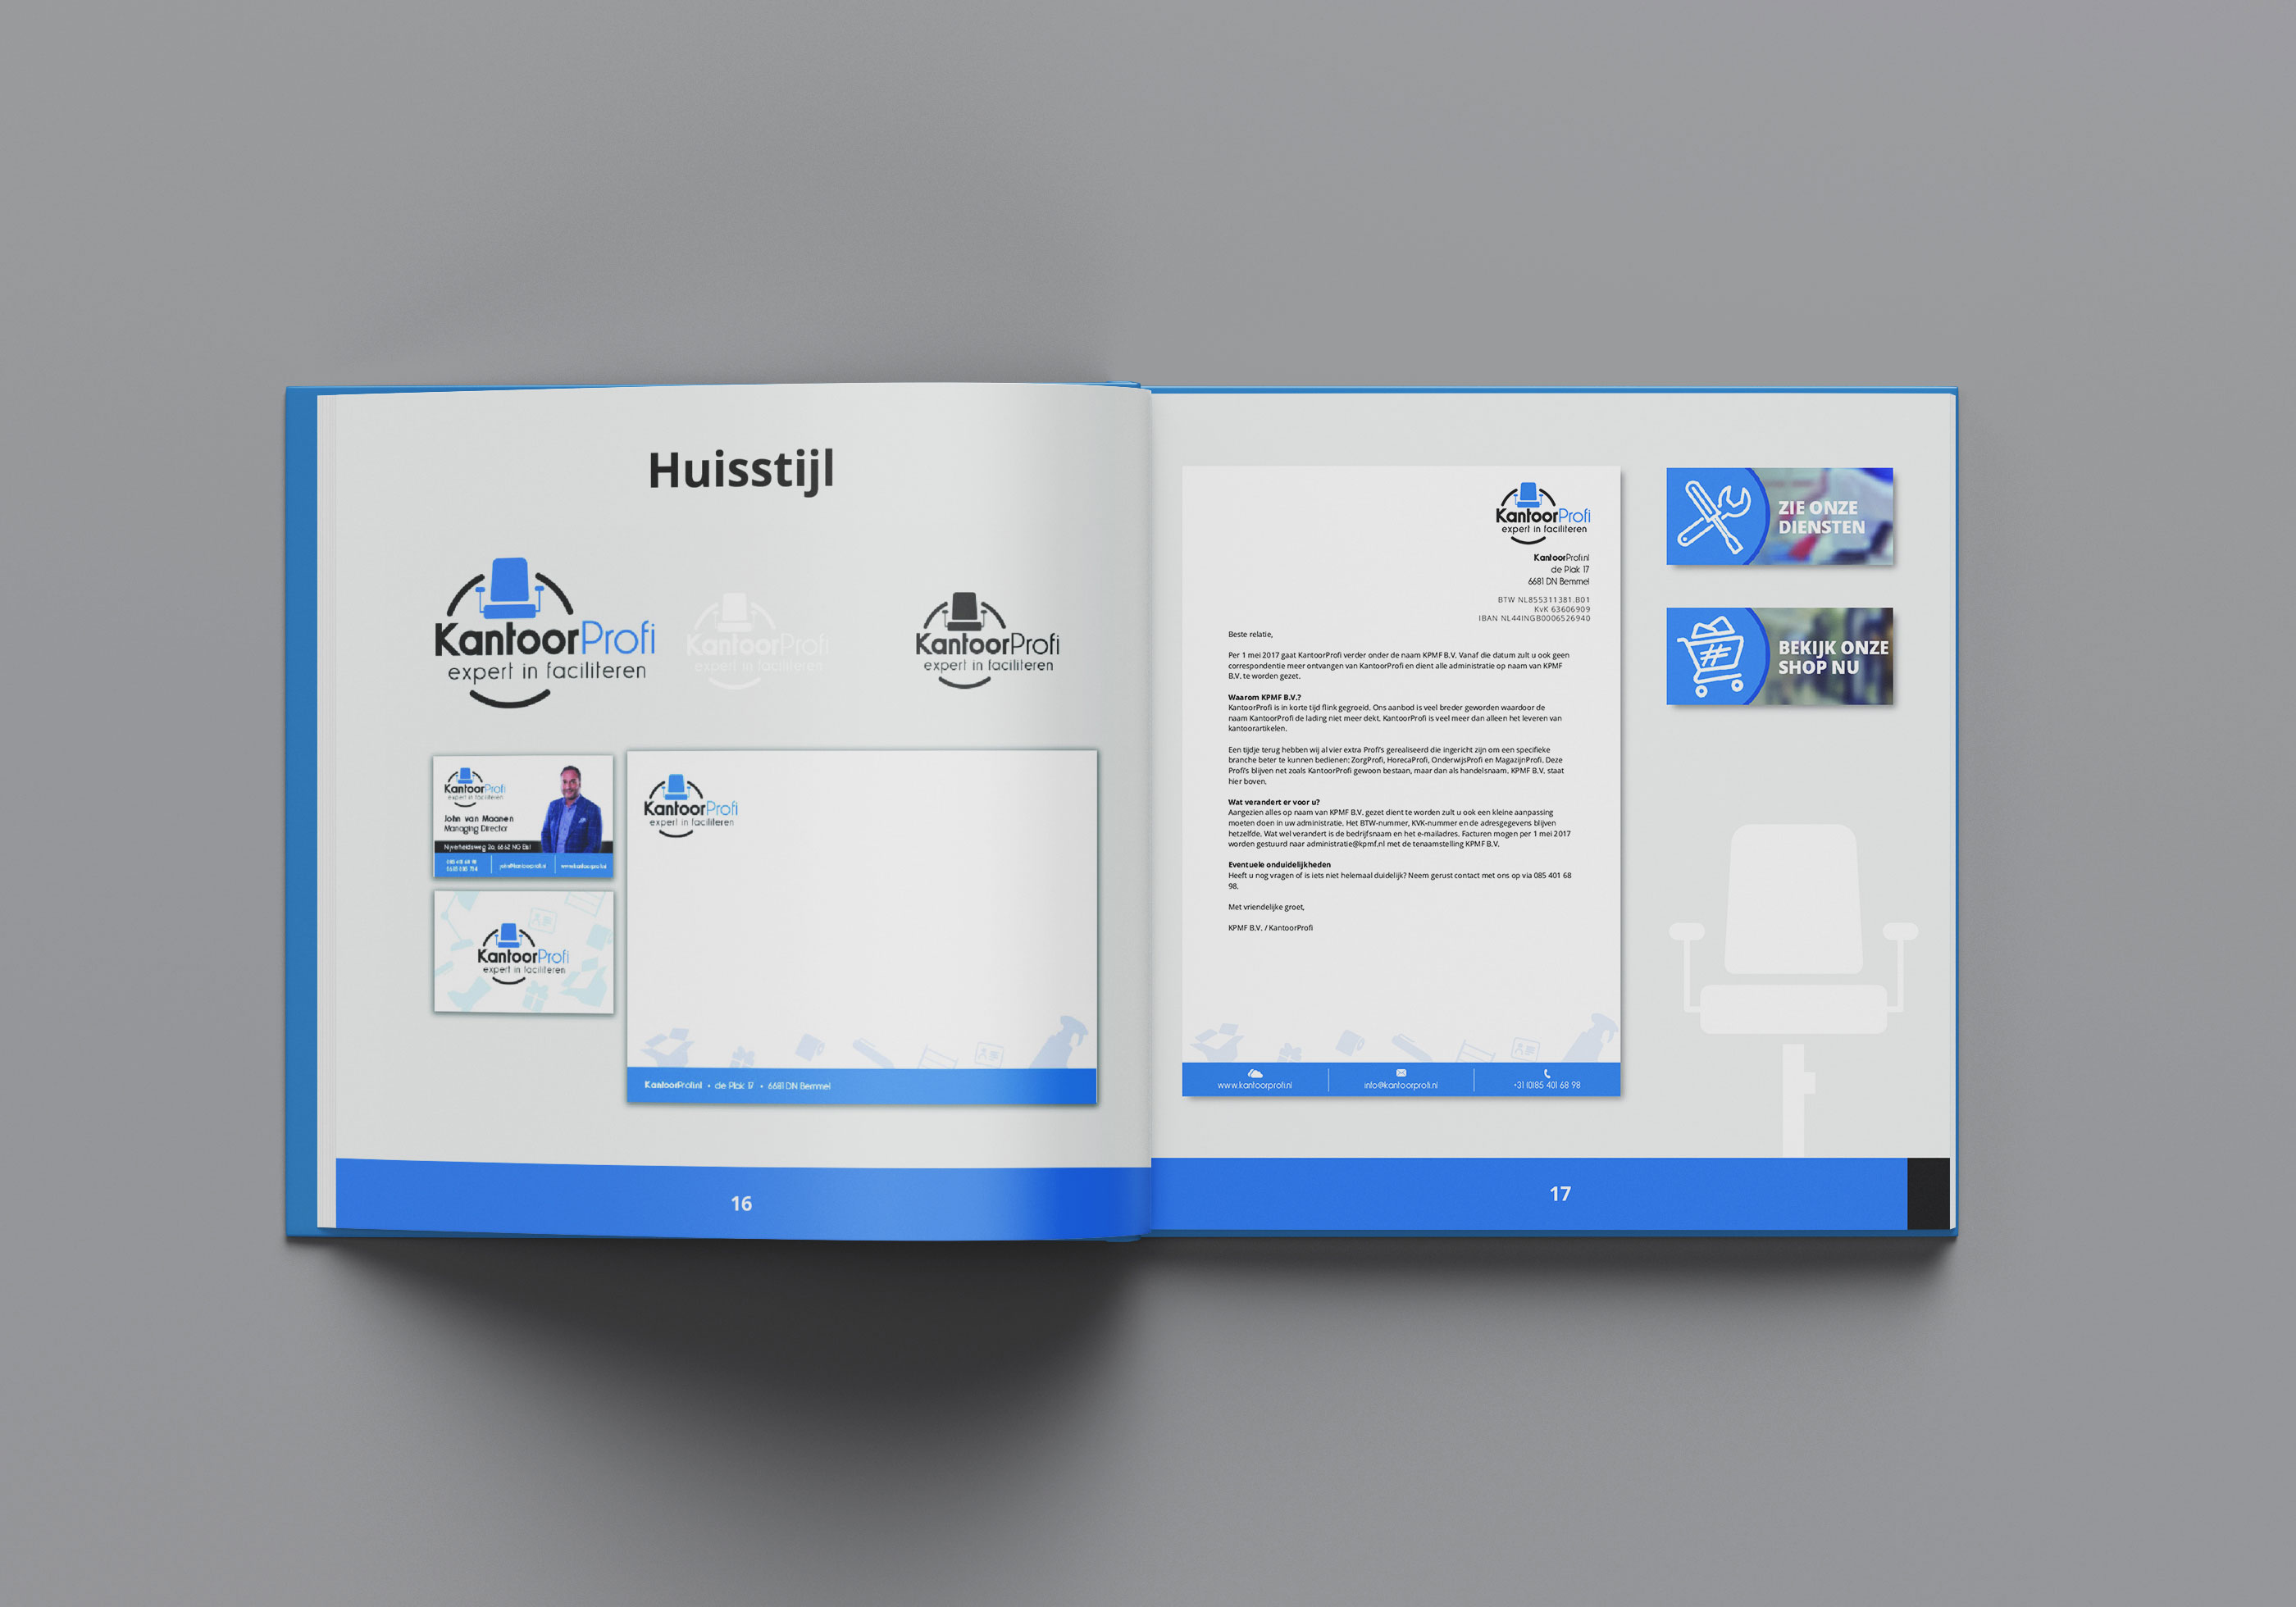 Huisstijl
KantoorProfi
expert in faciliteren
KantoorProfi
expert in faciliteren
KantoorProfi
expert in faciliteren
KantoorProfi
expert in faciliteren
John van Maanen
Managing Director
Nijverheidsweg 2a, 6662 NG Elst
KantoorProfi
expert in faciliteren
KantoorProfi
expert in faciliteren
KantoorProfi.nl • de Plak 17 • 6681 DN Bemmel
16
KantoorProfi
expert in faciliteren
KantoorProfi.nl
de Plak 17
6681 DN Bemmel
BTW NL855311381.B01
KvK 63606909
IBAN NL44INGB0006526940
Beste relatie,
Per 1 mei 2017 gaat KantoorProfi verder onder de naam KPMF B.V. Vanaf die datum zult u ook geen
correspondentie meer ontvangen van KantoorProfi en dient alle administratie op naam van KPMF
B.V. te worden gezet.
Waarom KPMF B.V.?
KantoorProfi is in korte tijd flink gegroeid. Ons aanbod is veel breder geworden waardoor de
naam KantoorProfi de lading niet meer dekt. KantoorProfi is veel meer dan alleen het leveren van
kantoorartikelen.
Een tijdje terug hebben wij al vier extra Profi's gerealiseerd die ingericht zijn om een specifieke
branche beter te kunnen bedienen: ZorgProfi, HorecaProfi, OnderwijsProfi en MagazijnProfi. Deze
Profi's blijven net zoals KantoorProfi gewoon bestaan, maar dan als handelsnaam. KPMF B.V. staat
hier boven.
Wat verandert er voor u?
Aangezien alles op naam van KPMF B.V. gezet dient te worden zult u ook een kleine aanpassing
moeten doen in uw administratie. Het BTW-nummer, KVK-nummer en de adresgegevens blijven
hetzelfde. Wat wel verandert is de bedrijfsnaam en het e-mailadres. Facturen mogen per 1 mei 2017
worden gestuurd naar administratie@kpmf.nl met de tenaamstelling KPMF B.V.
Eventuele onduidelijkheden
Heeft u nog vragen of is iets niet helemaal duidelijk? Neem gerust contact met ons op via 085 401 68
98.
Met vriendelijke groet,
KPMF B.V. / KantoorProfi
www.kantoorprofi.nl
info@kantoorprofi.nl
+31 (0)85 401 68 98
ZIE ONZE
DIENSTEN
BEKIJK ONZE
SHOP NU
17